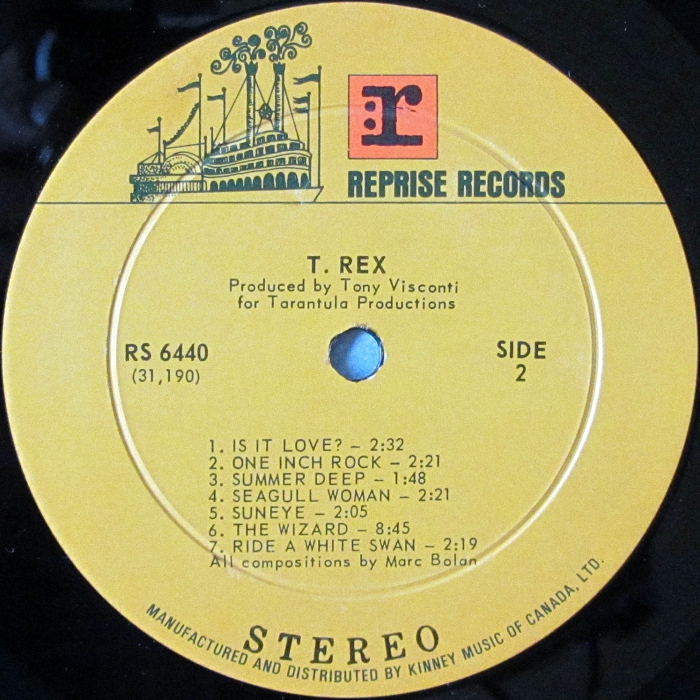 r
REPRISE RECORDS
T. REX
Produced by Tony Visconti
for Tarantula Productions
RS 6440
(31,190)
SIDE
2
1. IS IT LOVE? – 2:32
2. ONE INCH ROCK – 2:21
3. SUMMER DEEP – 1:48
4. SEAGULL WOMAN – 2:21
5. SUNEYE – 2:05
6. THE WIZARD – 8:45
7. RIDE A WHITE SWAN – 2:19
All compositions by Marc Bolan
STEREO
MANUFACTURED AND DISTRIBUTED BY KINNEY MUSIC OF CANADA, LTD.